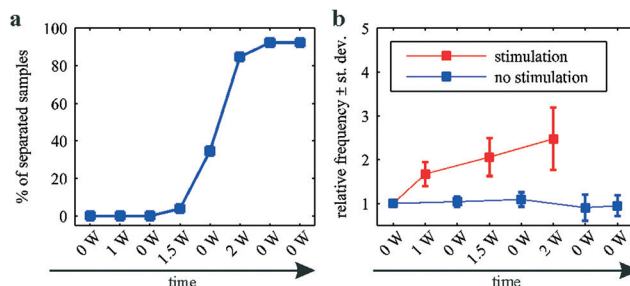 a
% of separated samples
100
80
60
40
20
0
0 W
1 W
0 W
1.5 W
0 W
2 W
0 W
0 W
time
b
relative frequency ± st. dev.
5
4
3
2
1
stimulation
no stimulation
0 W
1 W
0 W
1.5 W
0 W
2 W
0 W
0 W
time